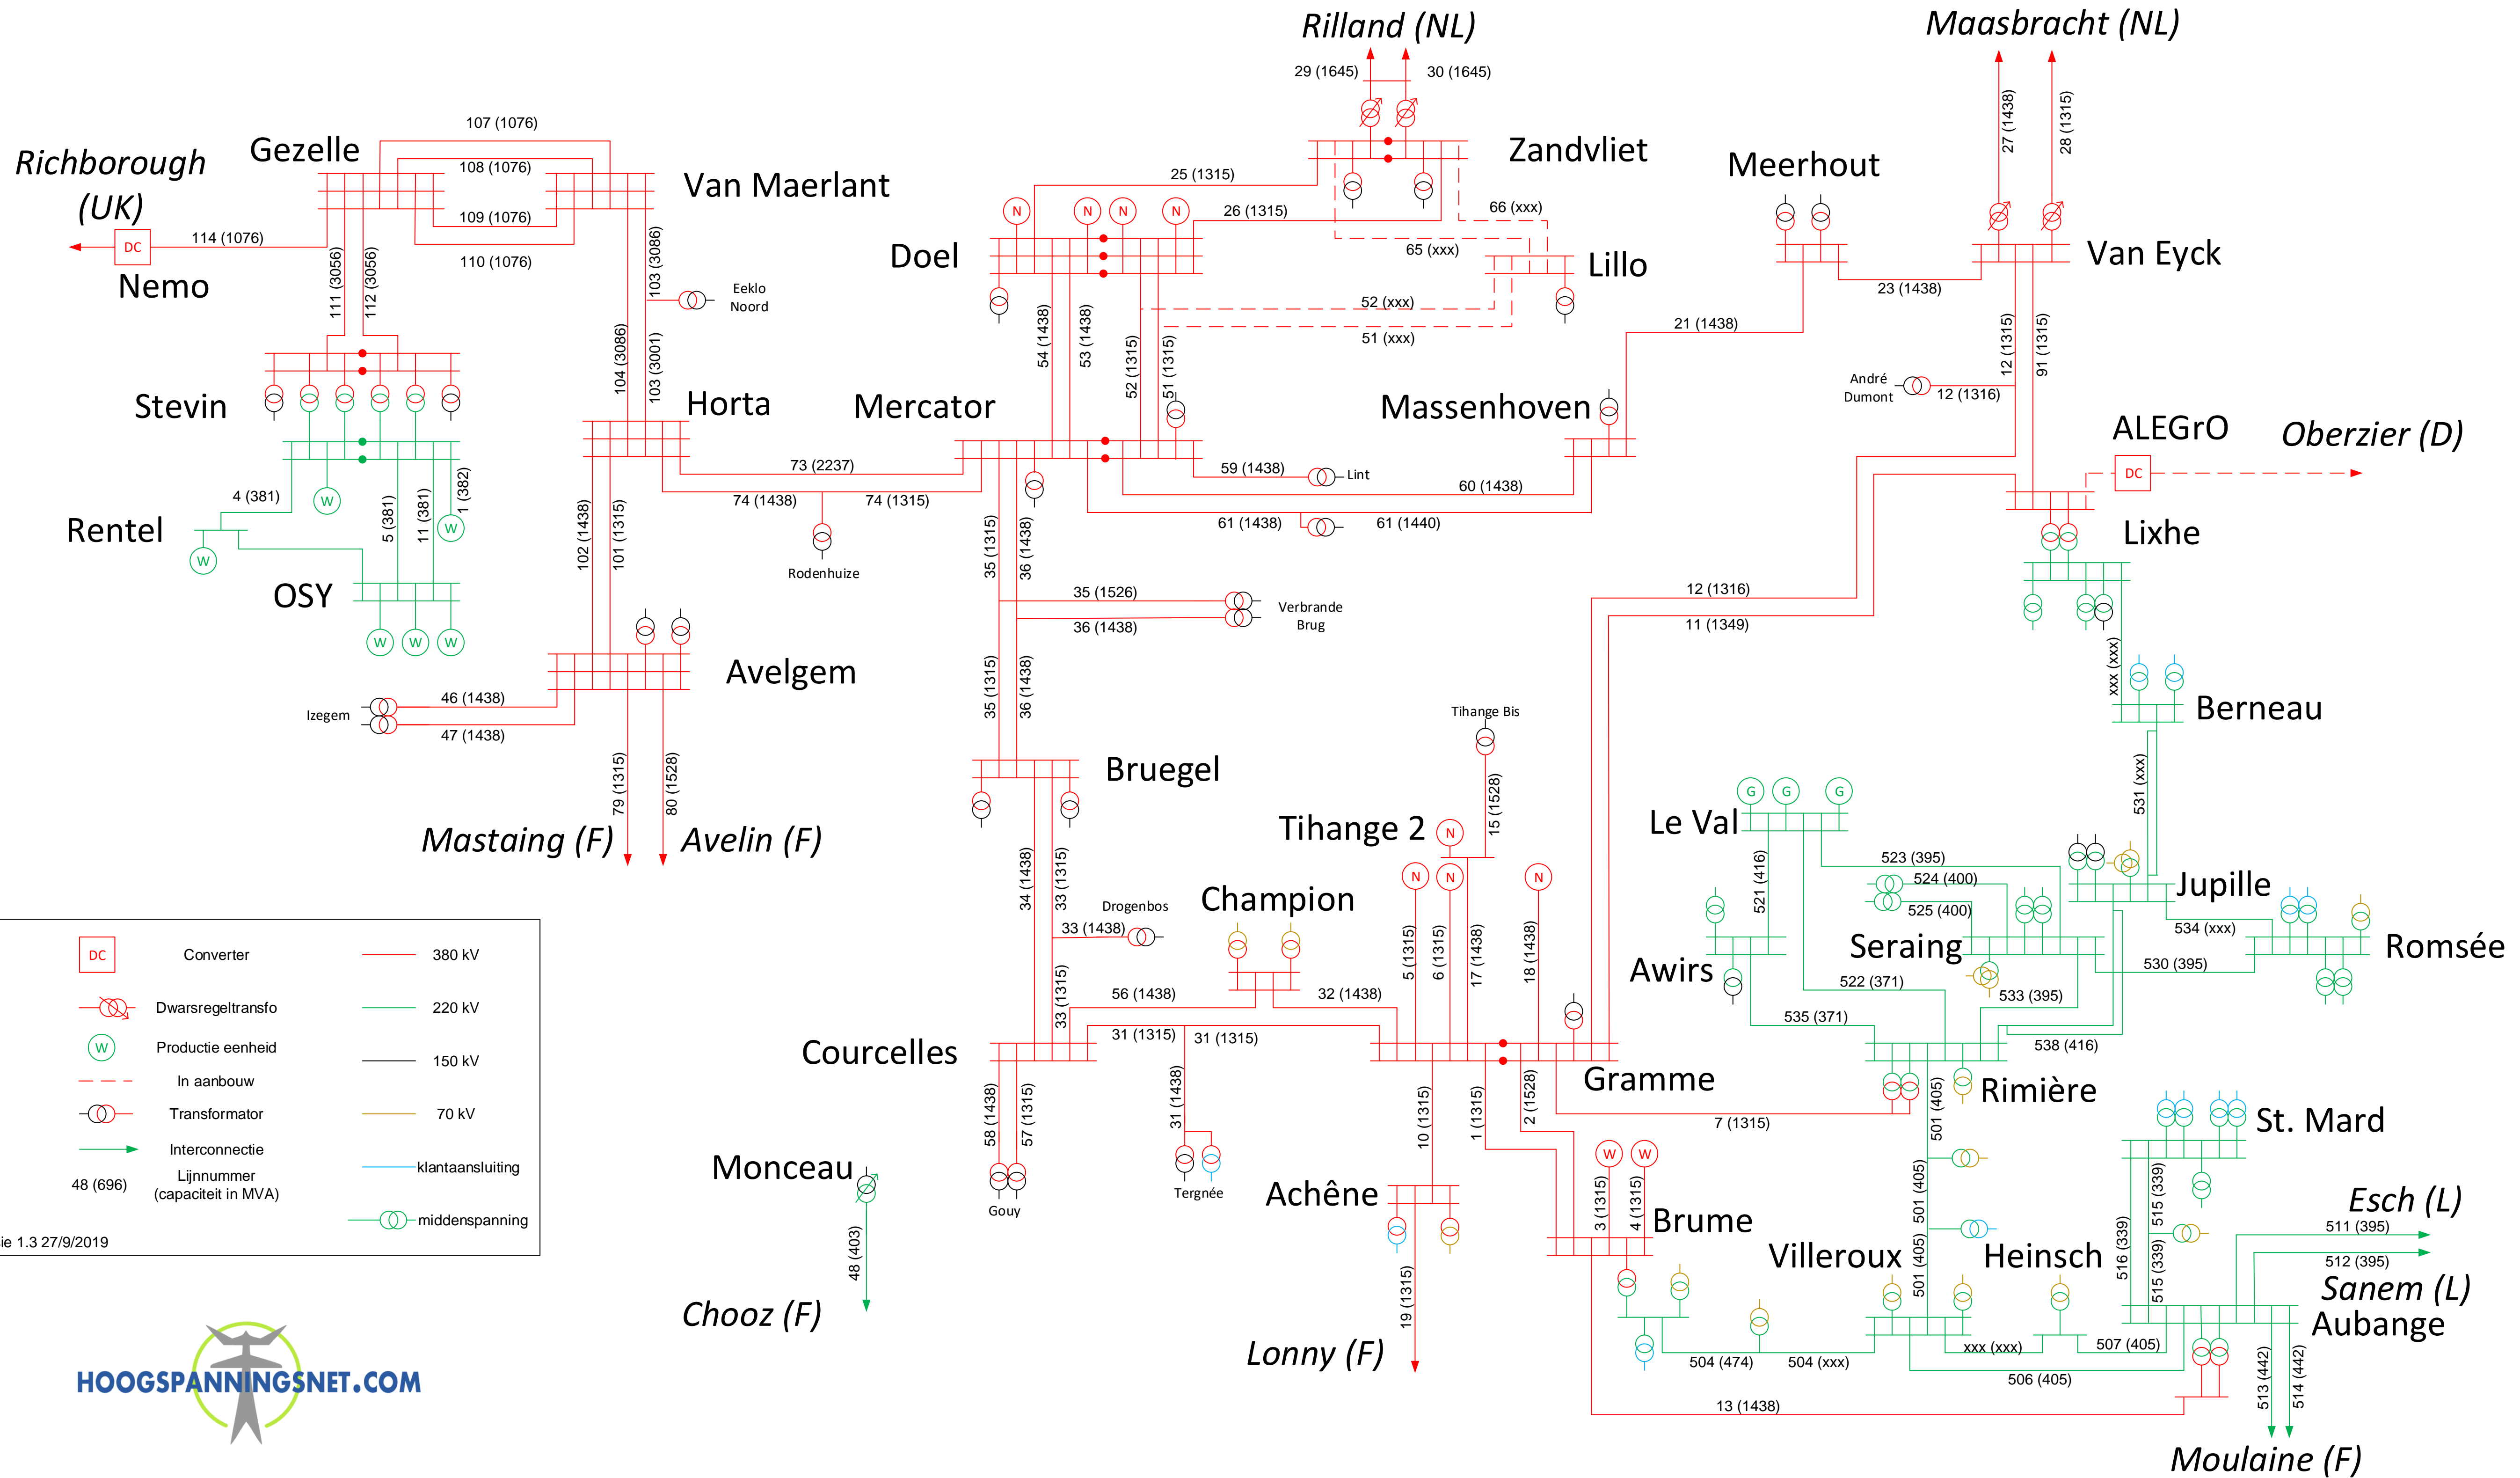 Rilland (NL)
Maasbracht (NL)
29 (1645)
30 (1645)
27 (1438)
28 (1315)
107 (1076)
Gezelle
Richborough
(UK)
108 (1076)
Van Maerlant
109 (1076)
114 (1076)
DC
Nemo
110 (1076)
111 (3056)
112 (3056)
103 (3086)
Eeklo
Noord
104 (3086)
103 (3001)
Zandvliet
25 (1315)
26 (1315)
66 (xxx)
65 (xxx)
N
N
N
N
Doel
Lillo
52 (xxx)
51 (xxx)
54 (1438)
53 (1438)
52 (1315)
51 (1315)
Meerhout
Van Eyck
23 (1438)
21 (1438)
12 (1315)
91 (1315)
André
Dumont
12 (1316)
Stevin
Horta
Mercator
Massenhoven
ALEGrO
Oberzier (D)
DC
Lixhe
73 (2237)
74 (1438)
74 (1315)
Rodenhuize
59 (1438)
Lint
60 (1438)
61 (1438)
61 (1440)
4 (381)
W
5 (381)
11 (381)
1 (382)
W
Rentel
W
OSY
W
W
W
102 (1438)
101 (1315)
35 (1315)
36 (1438)
35 (1526)
36 (1438)
Verbrande
Brug
12 (1316)
11 (1349)
xxx (xxx)
Berneau
Avelgem
Izegem
46 (1438)
47 (1438)
35 (1315)
36 (1438)
79 (1315)
80 (1528)
Mastaing (F)
Avelin (F)
Bruegel
Tihange Bis
15 (1528)
Tihange 2
N
N
N
N
34 (1438)
33 (1315)
Drogenbos
33 (1438)
33 (1315)
Champion
56 (1438)
32 (1438)
5 (1315)
6 (1315)
17 (1438)
18 (1438)
31 (1315)
31 (1315)
Courcelles
Gramme
58 (1438)
57 (1315)
Gouy
31 (1438)
Tergnée
10 (1315)
1 (1315)
2 (1528)
7 (1315)
G
G
G
Le Val
531 (xxx)
521 (416)
523 (395)
524 (400)
525 (400)
Jupille
534 (xxx)
Seraing
Romsée
Awirs
530 (395)
522 (371)
533 (395)
535 (371)
538 (416)
Rimière
501 (405)
501 (405)
501 (405)
St. Mard
515 (339)
516 (339)
515 (339)
Esch (L)
511 (395)
512 (395)
Sanem (L)
Aubange
Monceau
48 (403)
Chooz (F)
Achêne
19 (1315)
Lonny (F)
W
W
3 (1315)
4 (1315)
Brume
Villeroux
Heinsch
504 (474)
504 (xxx)
xxx (xxx)
507 (405)
506 (405)
13 (1438)
513 (442)
514 (442)
Moulaine (F)
DC
Converter
380 kV
Dwarsregeltransfo
220 kV
W
Productie eenheid
In aanbouw
150 kV
Transformator
70 kV
Interconnectie
48 (696)
Lijnnummer
(capaciteit in MVA)
klantaansluiting
middenspanning
ie 1.3 27/9/2019
HOOGSPANNINGSNET.COM